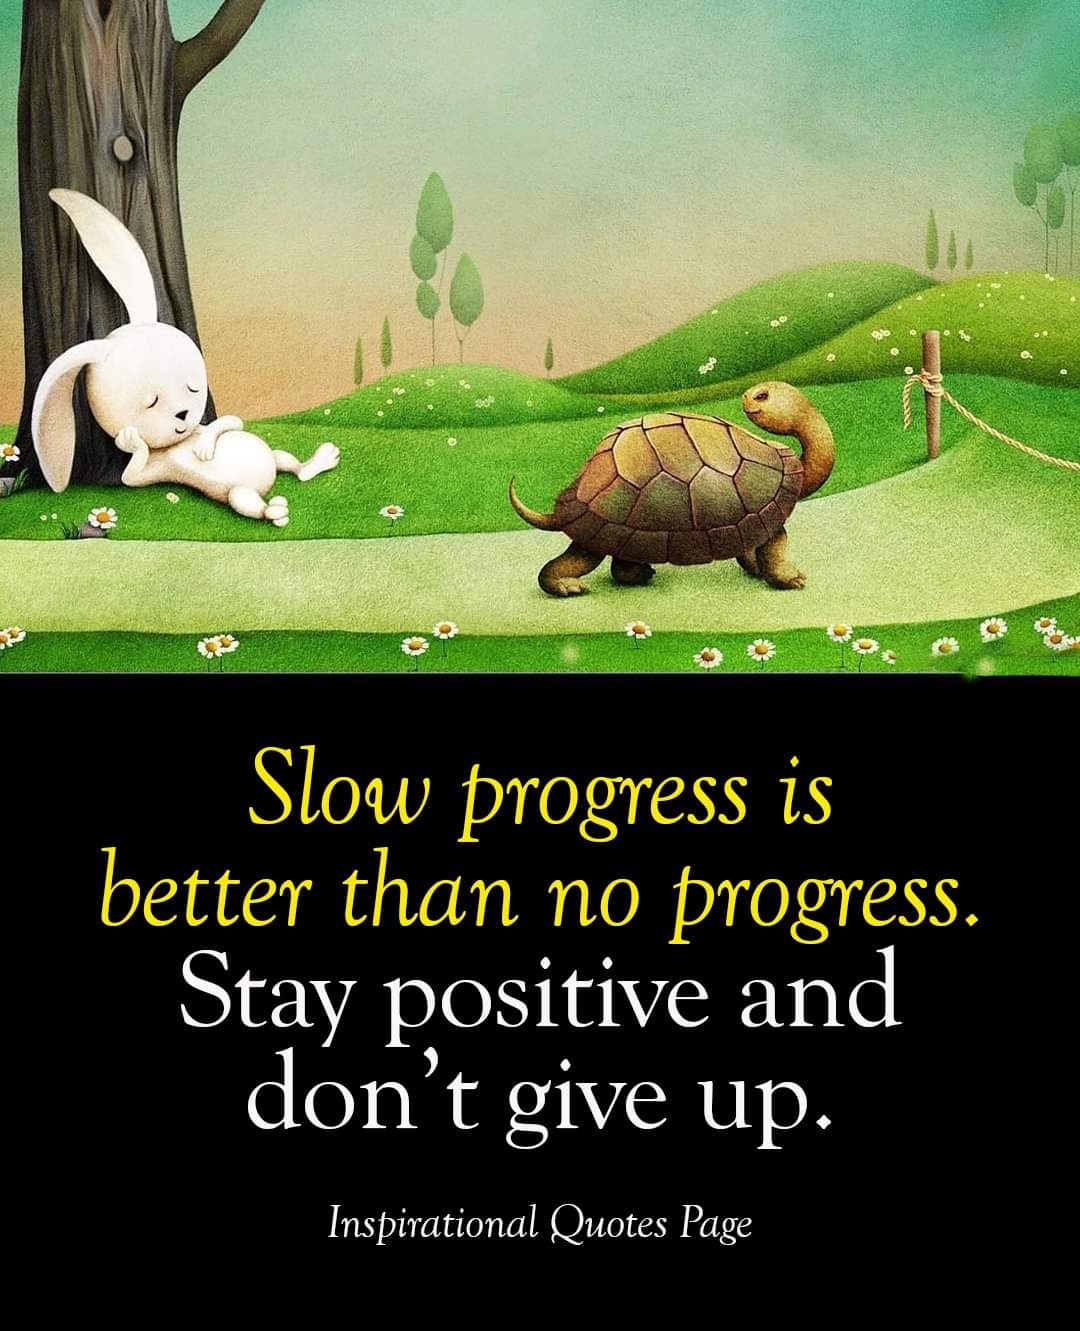 Slow progress is
better than no progress.
Stay positive and
don’t give up.
Inspirational Quotes Page